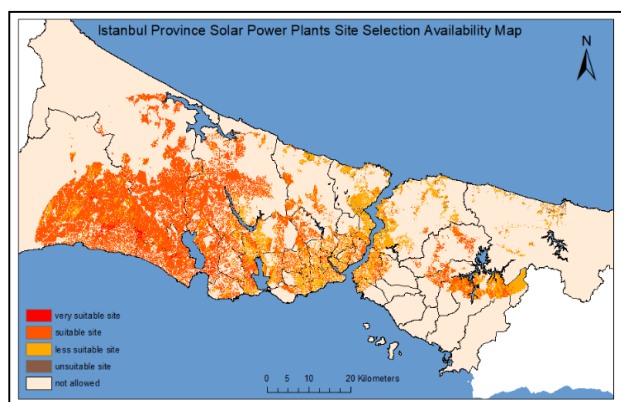 Istanbul Province Solar Power Plants Site Selection Availability Map
N
very suitable site
suitable site
less suitable site
unsuitable site
not allowed
0 5 10 20 Kilometers